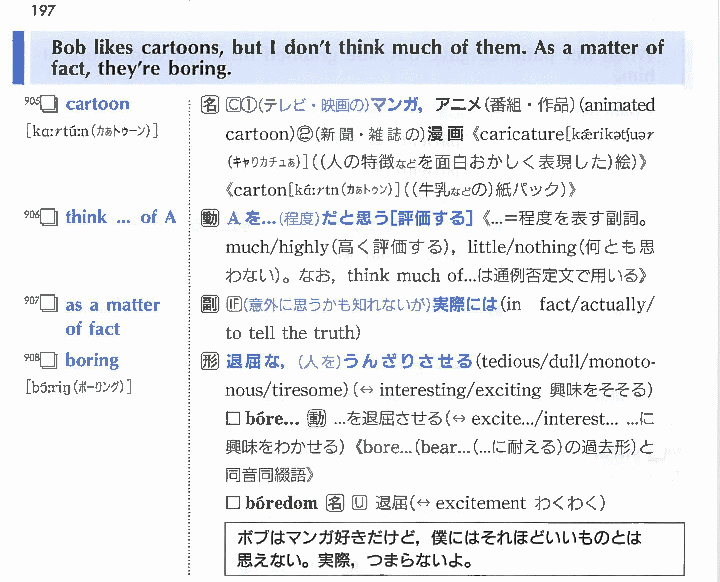 197
Bob likes cartoons, but I don't think much of them. As a matter of
fact, they're boring.
905 □ cartoon
[kɑːrtúːn(カぁトゥーン)]
名 C ①(テレビ・映画の)マンガ，アニメ(番組・作品)(animated
cartoon)②(新聞・雑誌の)漫画《caricature[kǽrikətʃuər
(キャリカチュぁ)]((人の特徴などを面白おかしく表現した)絵)》
《carton[kɑ́ːrtn(カぁトゥン)]((牛乳などの)紙パック)》
906 □ think ... of A
動 Aを…(程度)だと思う[評価する]《…=程度を表す副詞。
much/highly(高く評価する)，little/nothing(何とも思
わない)。なお，think much of...は通例否定文で用いる》
907 □ as a matter
of fact
副 IF(意外に思うかも知れないが)実際には(in fact/actually/
to tell the truth)
908 □ boring
[bɔ́ːriŋ(ボーリング)]
形 退屈な，(人を)うんざりさせる(tedious/dull/monoto-
nous/tiresome)(↔ interesting/exciting 興味をそそる)
□ bóre... 動 …を退屈させる(↔ excite.../interest... …に
興味をわかせる)《bore...(bear...(…に耐える)の過去形)と
同音同綴語》
□ bóredom 名 U 退屈(↔ excitement わくわく)
ボブはマンガ好きだけど，僕にはそれほどいいものとは
思えない。実際，つまらないよ。